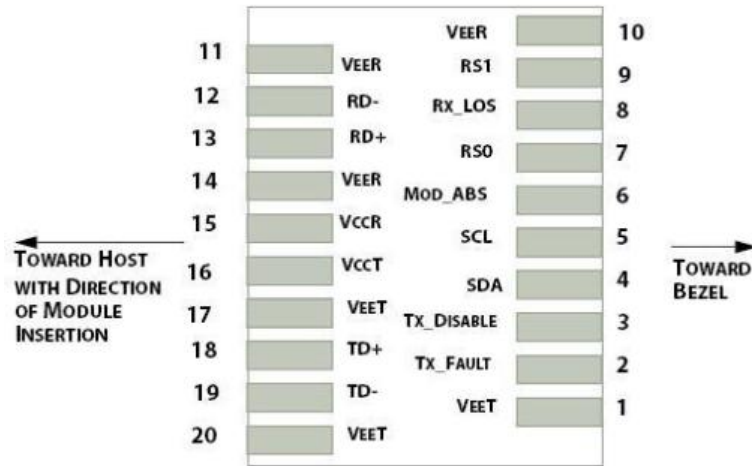 11 VEER
12 RD-
13 RD+
14 VEER
15 VCCR
16 VCCT
17 VEET
18 TD+
19 TD-
20 VEET
VEER 10
RS1 9
RX_LOS 8
RS0 7
MOD_ABS 6
SCL 5
SDA 4
TX_DISABLE 3
TX_FAULT 2
VEET 1
TOWARD HOST
WITH DIRECTION
OF MODULE
INSERTION
TOWARD
BEZEL